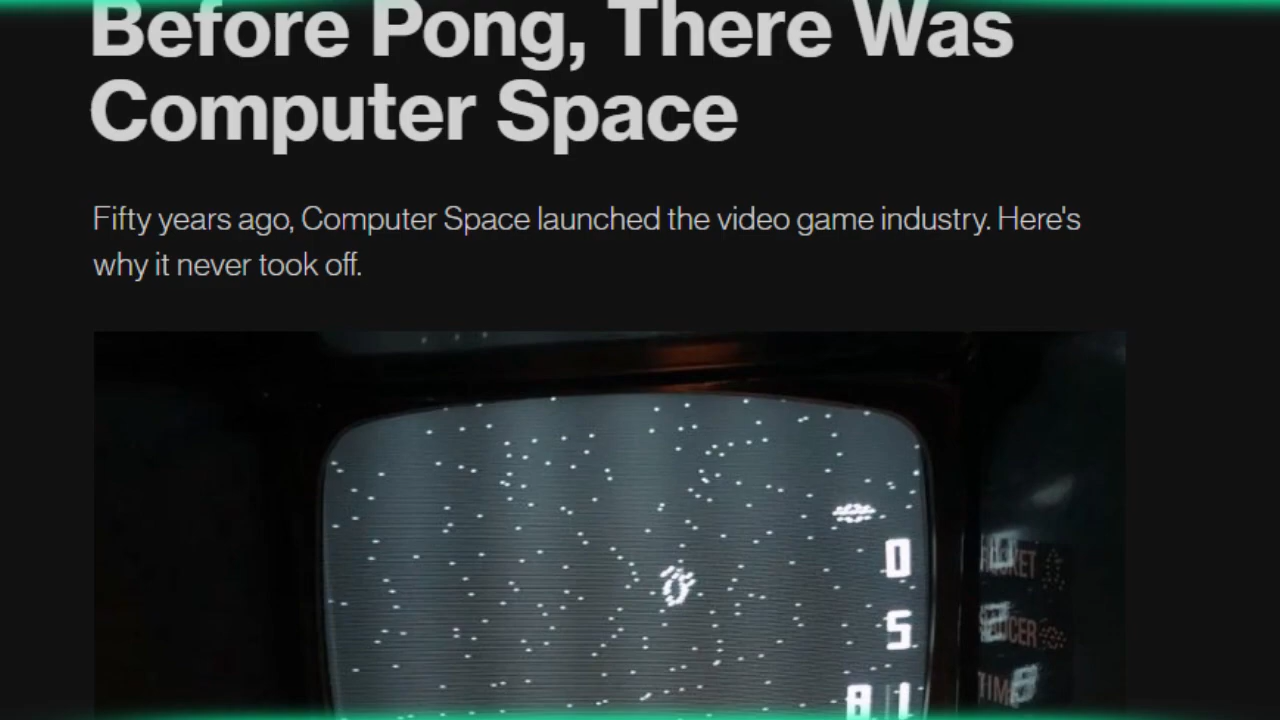 Before Pong, There Was
Computer Space
Fifty years ago, Computer Space launched the video game industry. Here's
why it never took off.
0
5
81